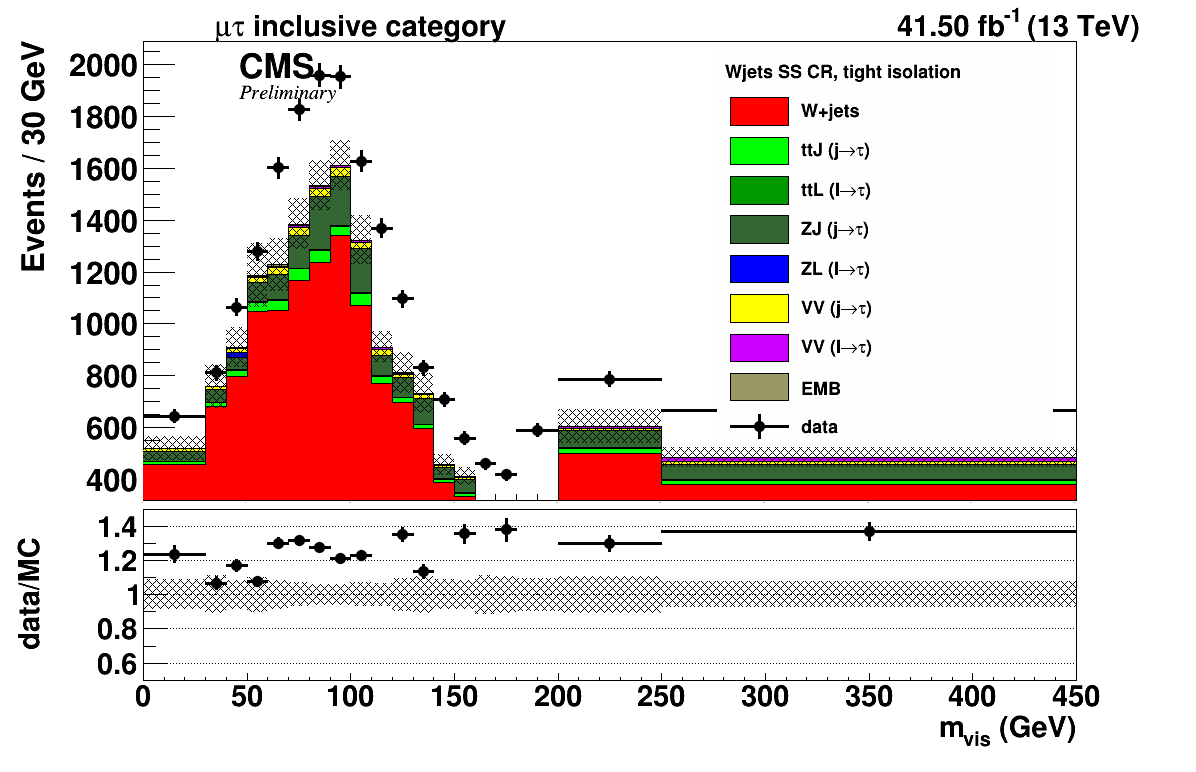 μτ inclusive category
41.50 fb⁻¹ (13 TeV)
CMS
Preliminary
Wjets SS CR, tight isolation
W+jets
ttJ (j→τ)
ttL (l→τ)
ZJ (j→τ)
ZL (l→τ)
VV (j→τ)
VV (l→τ)
EMB
data
Events / 30 GeV
2000
1800
1600
1400
1200
1000
800
600
400
data/MC
1.4
1.2
1
0.8
0.6
0 50 100 150 200 250 300 350 400 450
m_vis (GeV)